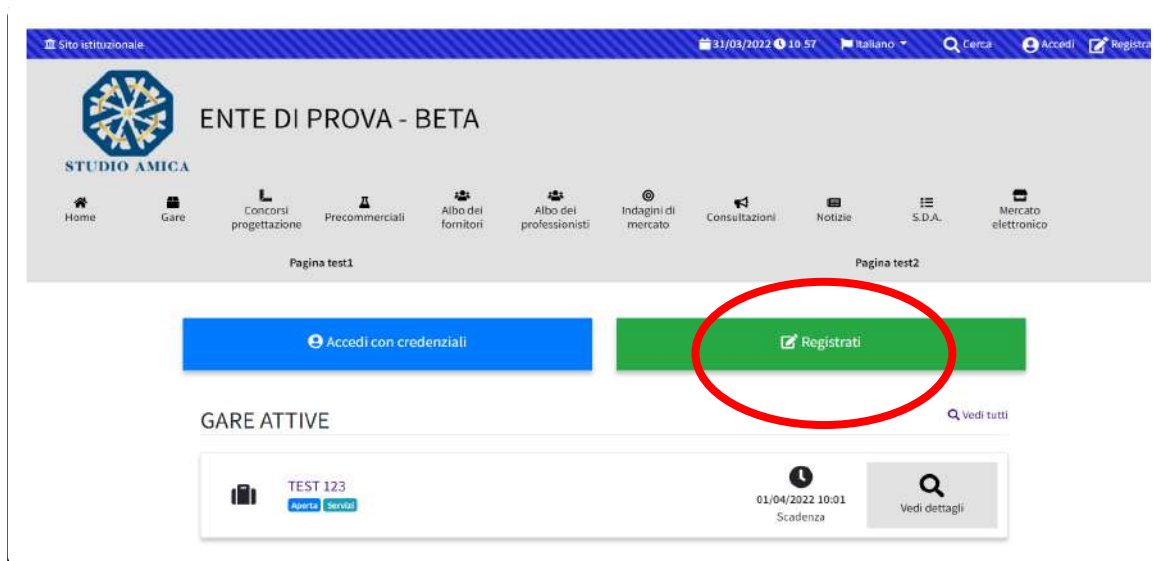 Sito istituzionale
31/03/2022 10 57 Italiano Cerca Accedi Registra
STUDIO AMICA
ENTE DI PROVA - BETA
Home
Gare
Concorsi
progettazione
Precommerciali
Albo dei
fornitori
Albo dei
professionisti
Indagini di
mercato
Consultazioni
Notizie
S.D.A.
Mercato
elettronico
Pagina test1
Pagina test2
Accedi con credenziali
Registrati
GARE ATTIVE
Vedi tutti
TEST 123
Aperta Servizi
01/04/2022 10:01
Scadenza
Vedi dettagli